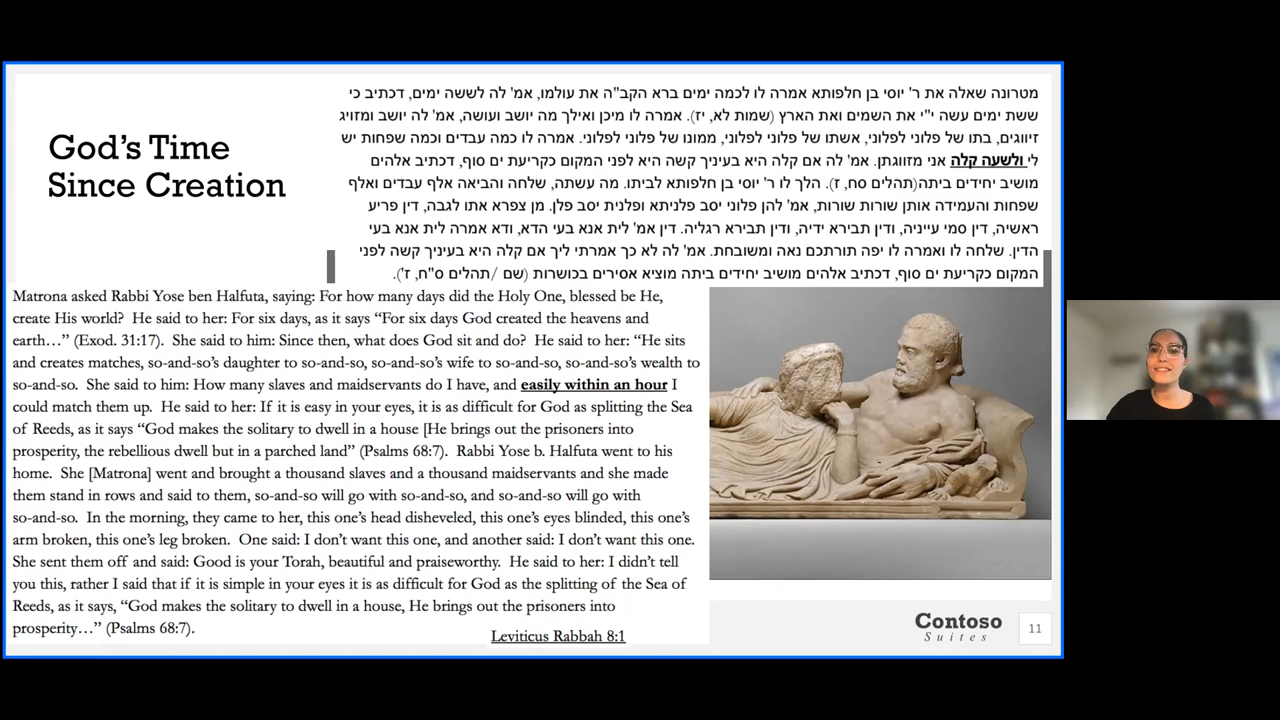 God’s Time
Since Creation
מטרונה שאלה את ר' יוסי בן חלפותא אמרה לו לכמה ימים ברא הקב"ה את עולמו, אמ' לה לששה ימים, דכתיב כי
ששת ימים עשה י"י את השמים ואת הארץ (שמות לא, יז). אמרה לו מיכן ואילך מה יושב ועושה, אמ' לה יושב ומזויג
זיווגים, בתו של פלוני לפלוני, אשתו של פלוני לפלוני, ממונו של פלוני לפלוני. אמרה לו כמה עבדים וכמה שפחות יש
לי ולשעה קלה אני מזווגתן. אמ' לה אם קלה היא בעיניך קשה היא לפני המקום כקריעת ים סוף, דכתיב אלהים
מושיב יחידים ביתה(תהלים סח, ז). הלך לו ר' יוסי בן חלפותא לביתו. מה עשתה, שלחה והביאה אלף עבדים ואלף
שפחות והעמידה אותן שורות שורות, אמ' להן פלוני יסב פלניתא ופלנית יסב פלן. מן צפרא אתו לגבה, דין פריע
ראשיה, דין סמי עייניה, ודין תבירא ידיה, ודין תבירא רגליה. דין אמ' לית אנא בעי הדא, ודא אמרה לית אנא בעי
הדין. שלחה לו ואמרה לו יפה תורתכם נאה ומשובחת. אמ' לה לא כך אמרתי ליך אם קלה היא בעיניך קשה לפני
המקום כקריעת ים סוף, דכתיב אלהים מושיב יחידים ביתה מוציא אסירים בכושרות (שם /תהלים ס"ח, ז').
Matrona asked Rabbi Yose ben Halfuta, saying: For how many days did the Holy One, blessed be He,
create His world?  He said to her: For six days, as it says “For six days God created the heavens and
earth…” (Exod. 31:17).  She said to him: Since then, what does God sit and do?  He said to her: “He sits
and creates matches, so-and-so’s daughter to so-and-so, so-and-so’s wife to so-and-so, so-and-so’s wealth to
so-and-so.  She said to him: How many slaves and maidservants do I have, and easily within an hour I
could match them up.  He said to her: If it is easy in your eyes, it is as difficult for God as splitting the Sea
of Reeds, as it says “God makes the solitary to dwell in a house [He brings out the prisoners into
prosperity, the rebellious dwell but in a parched land” (Psalms 68:7).  Rabbi Yose b. Halfuta went to his
home.  She [Matrona] went and brought a thousand slaves and a thousand maidservants and she made
them stand in rows and said to them, so-and-so will go with so-and-so, and so-and-so will go with
so-and-so.  In the morning, they came to her, this one’s head disheveled, this one’s eyes blinded, this one’s
arm broken, this one’s leg broken.  One said: I don’t want this one, and another said: I don’t want this one.
She sent them off and said: Good is your Torah, beautiful and praiseworthy.  He said to her: I didn’t tell
you this, rather I said that if it is simple in your eyes it is as difficult for God as the splitting of the Sea of
Reeds, as it says, “God makes the solitary to dwell in a house, He brings out the prisoners into
prosperity…” (Psalms 68:7).
Leviticus Rabbah 8:1
Contoso
Suites
11